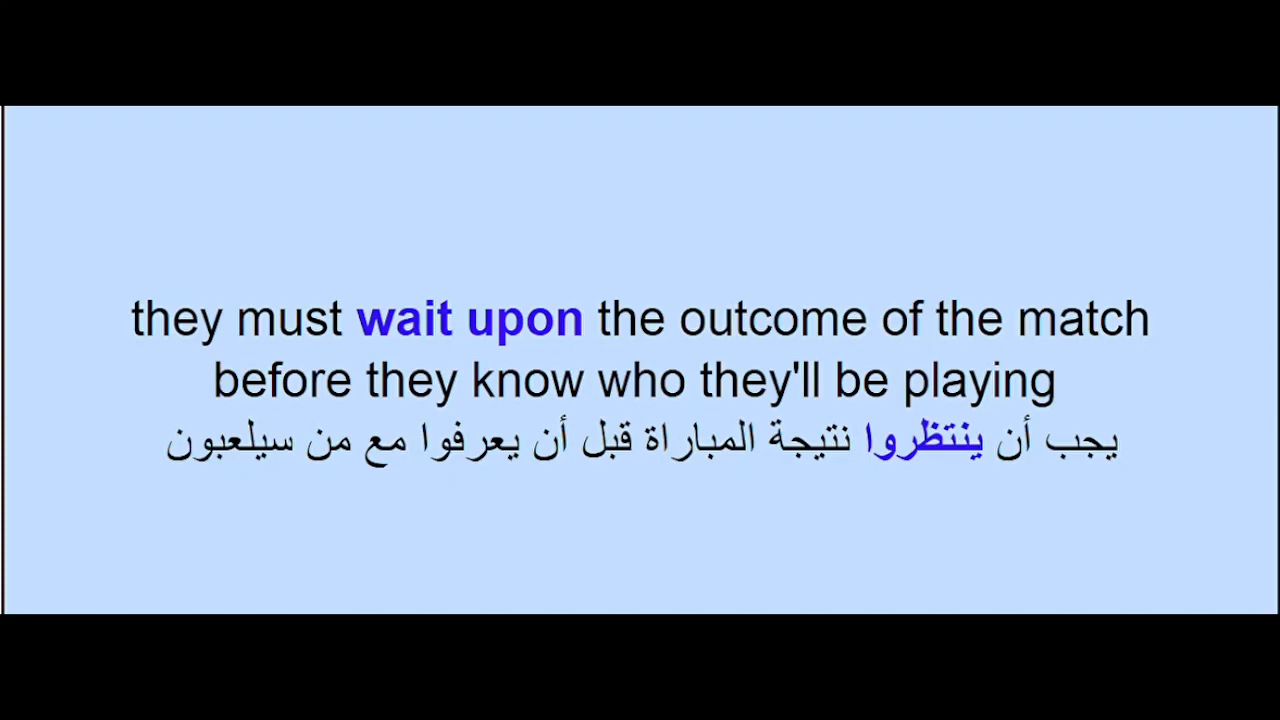 they must wait upon the outcome of the match
before they know who they'll be playing
يجب أن ينتظروا نتيجة المباراة قبل أن يعرفوا مع من سيلعبون